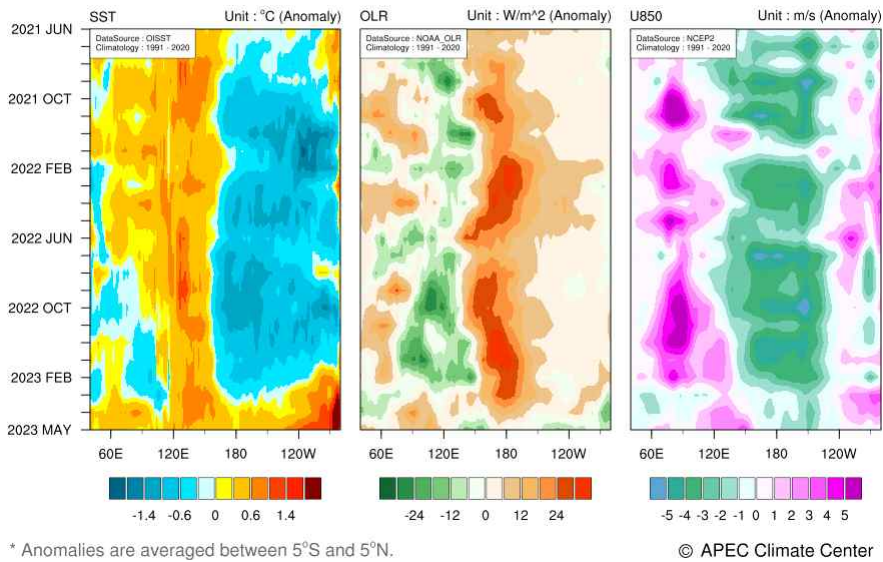 SST Unit : °C (Anomaly) OLR Unit : W/m^2 (Anomaly) U850 Unit : m/s (Anomaly)
2021 JUN
DataSource : OISST
Climatology : 1991 - 2020
DataSource : NOAA_OLR
Climatology : 1991 - 2020
DataSource : NCEP2
Climatology : 1991 - 2020
2021 OCT
2022 FEB
2022 JUN
2022 OCT
2023 FEB
2023 MAY
60E 120E 180 120W 60E 120E 180 120W 60E 120E 180 120W
-1.4 -0.6 0 0.6 1.4 -24 -12 0 12 24 -5 -4 -3 -2 -1 0 1 2 3 4 5
* Anomalies are averaged between 5°S and 5°N. © APEC Climate Center